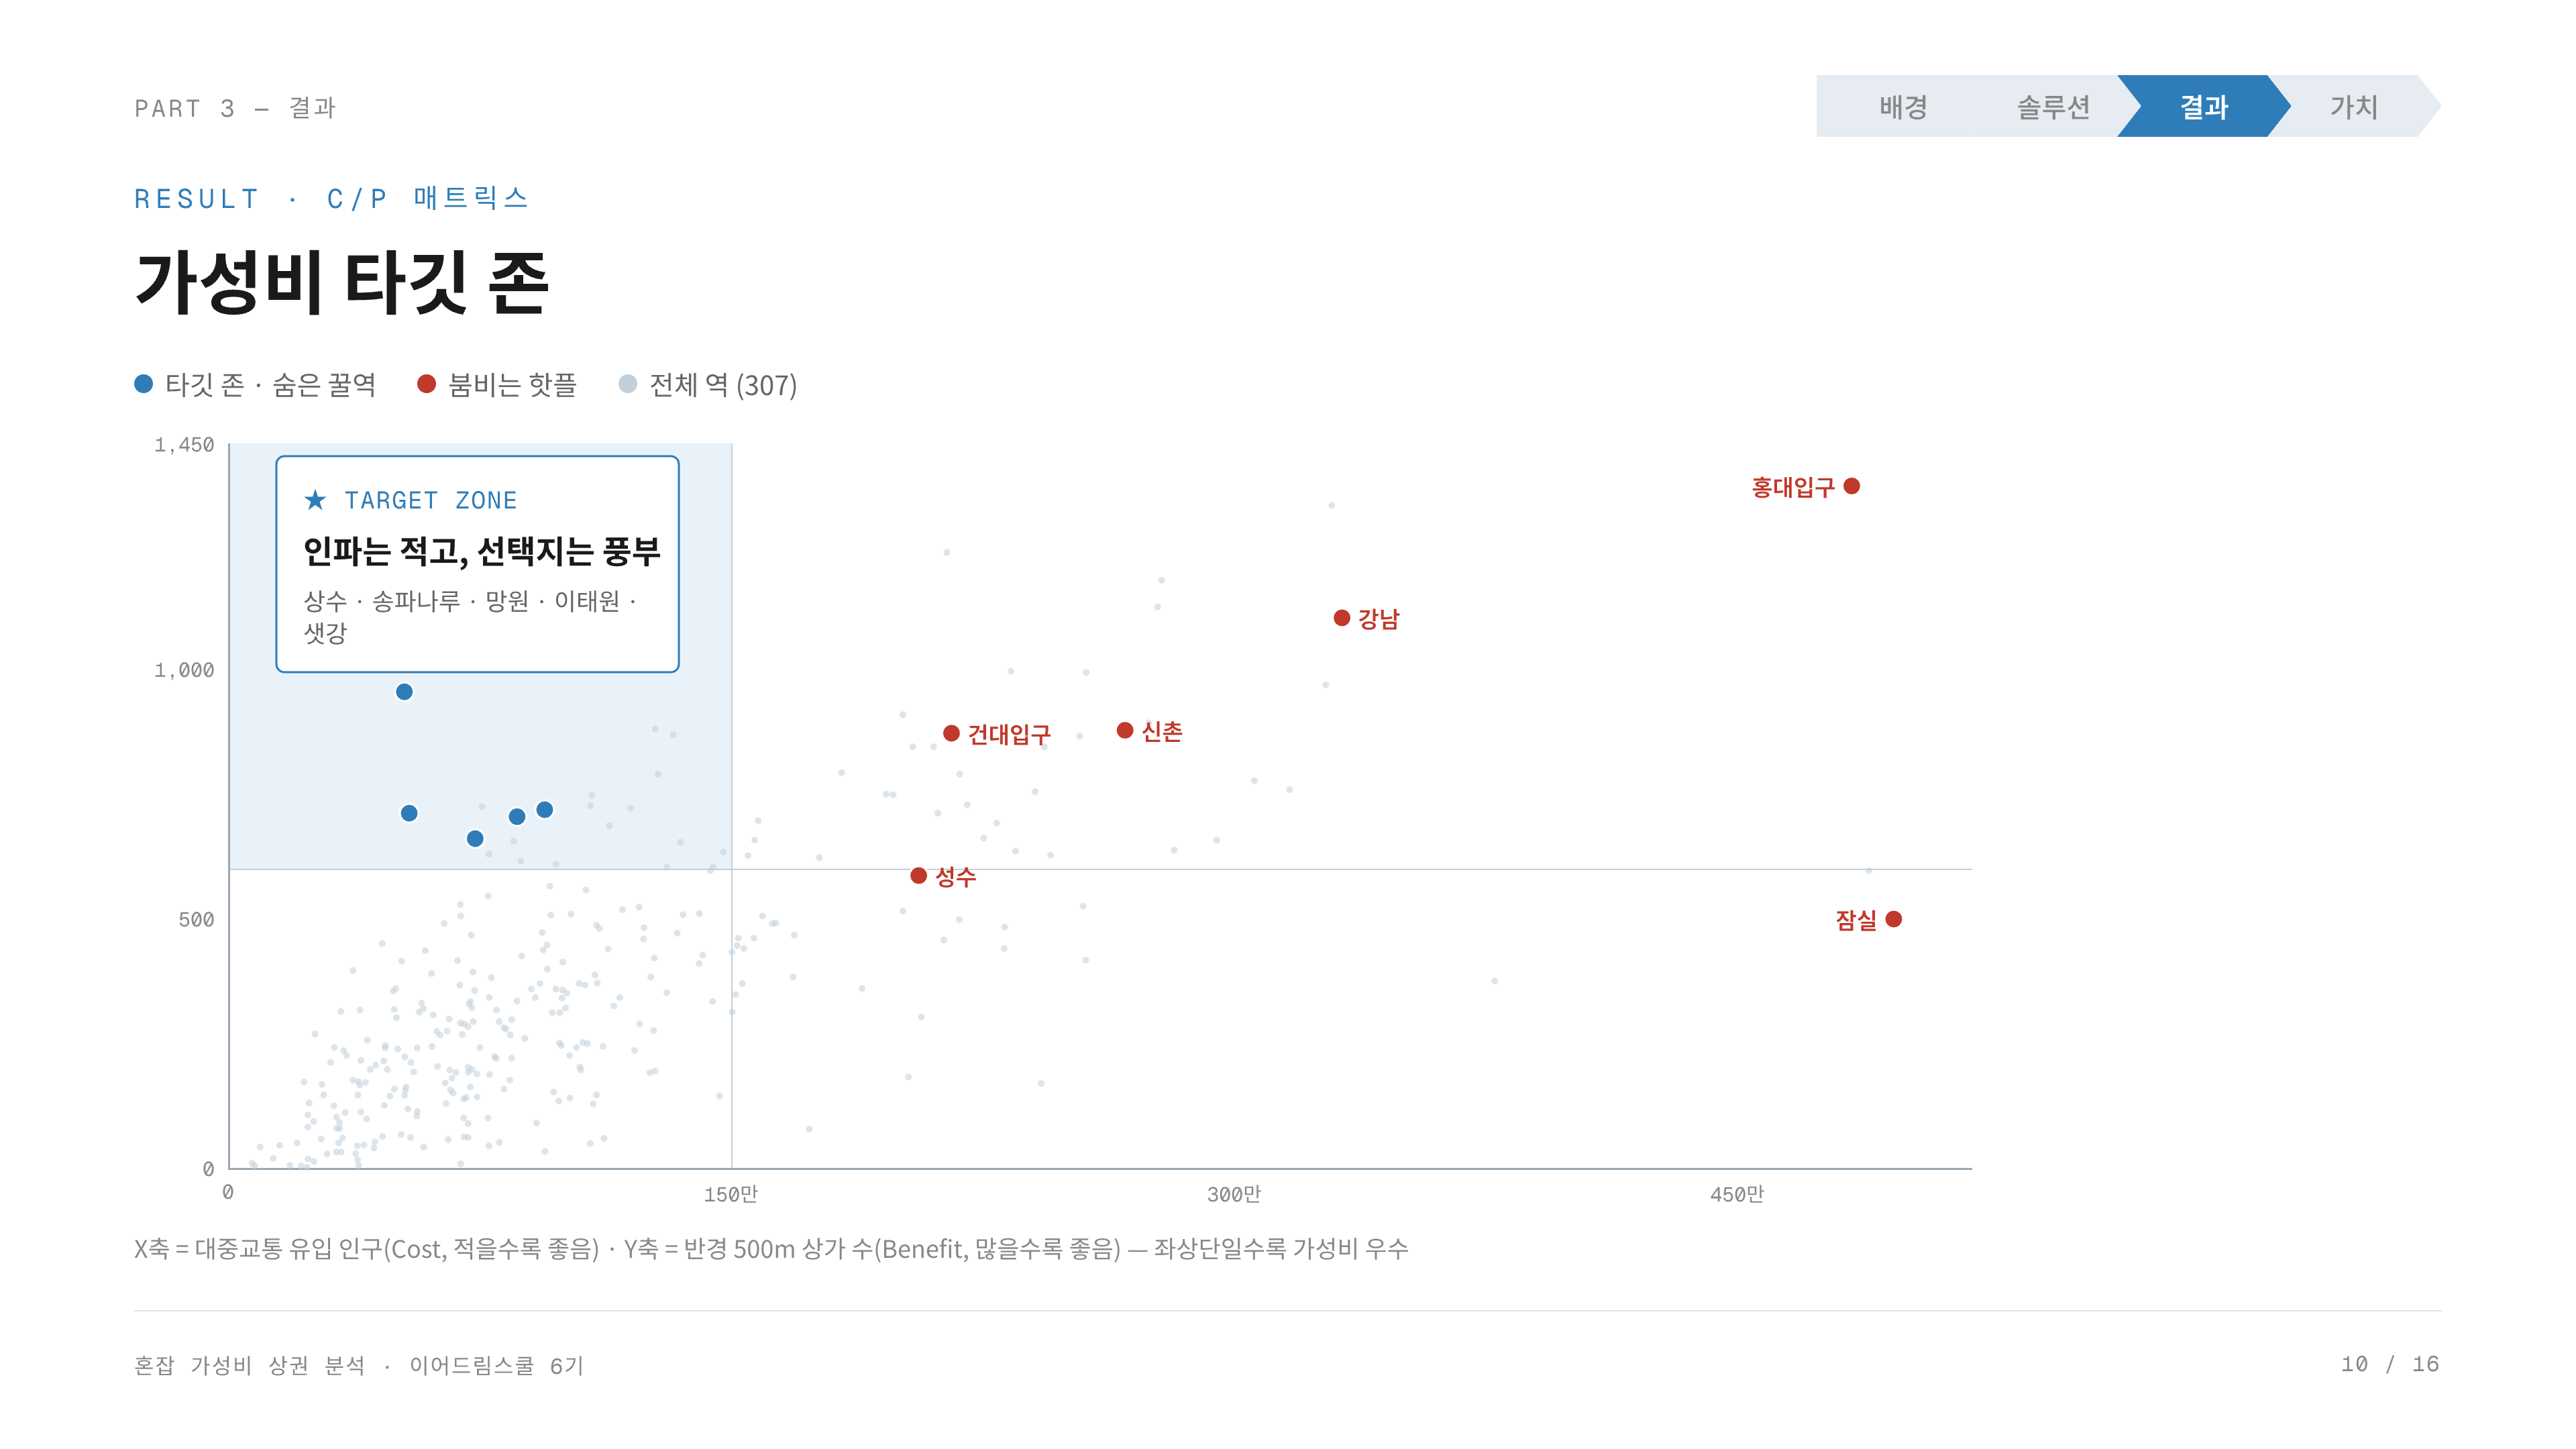 PART 3 — 결과
배경 솔루션 결과 가치
RESULT · C/P 매트릭스
가성비 타깃 존
타깃 존 · 숨은 꿀역 붐비는 핫플 전체 역 (307)
1,450
★ TARGET ZONE
인파는 적고, 선택지는 풍부
상수 · 송파나루 · 망원 · 이태원 ·
샛강
홍대입구
강남
1,000
건대입구
신촌
성수
500
잠실
0
0 150만 300만 450만
X축 = 대중교통 유입 인구(Cost, 적을수록 좋음) · Y축 = 반경 500m 상가 수(Benefit, 많을수록 좋음) — 좌상단일수록 가성비 우수
혼잡 가성비 상권 분석 · 이어드림스쿨 6기
10 / 16